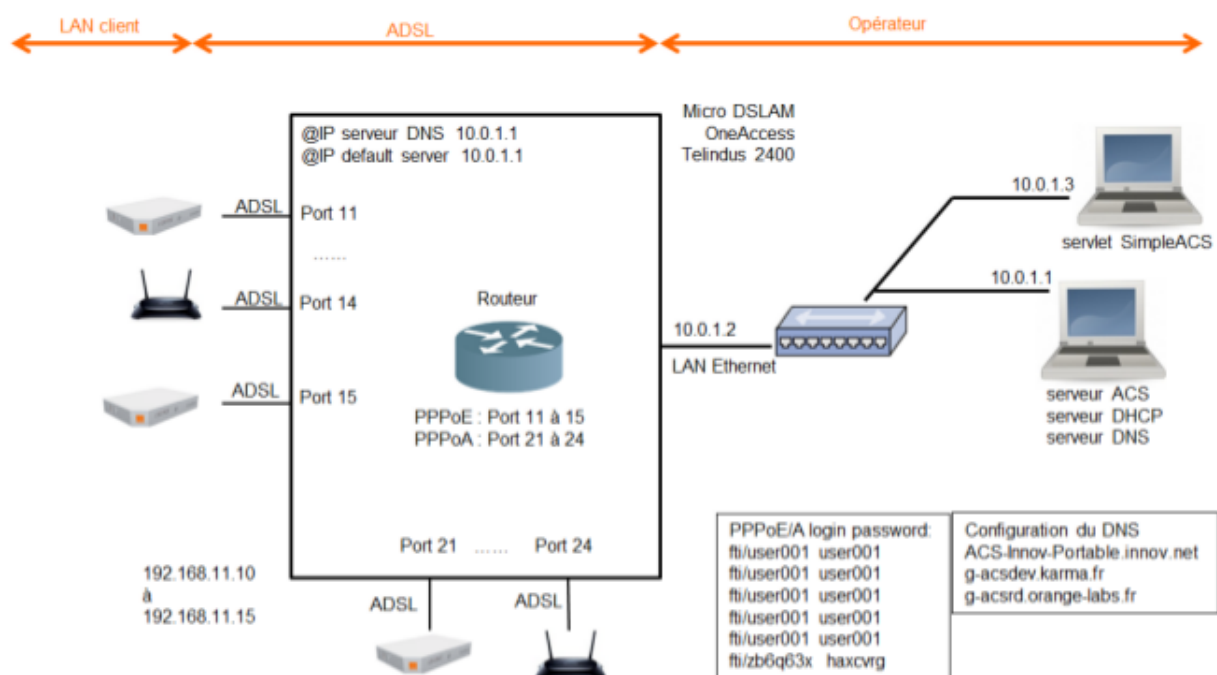 LAN client
ADSL
Opérateur
Micro DSLAM
OneAccess
Telindus 2400
@IP serveur DNS 10.0.1.1
@IP default server 10.0.1.1
ADSL
Port 11
......
ADSL
Port 14
ADSL
Port 15
Routeur
PPPoE : Port 11 à 15
PPPoA : Port 21 à 24
10.0.1.2
LAN Ethernet
10.0.1.3
servlet SimpleACS
10.0.1.1
serveur ACS
serveur DHCP
serveur DNS
Port 21 ...... Port 24
192.168.11.10
à
192.168.11.15
ADSL
ADSL
PPPoE/A login password:
fti/user001 user001
fti/user001 user001
fti/user001 user001
fti/user001 user001
fti/user001 user001
fti/zb6q63x haxcvrg
Configuration du DNS
ACS-Innov-Portable.innov.net
g-acsdev.karma.fr
g-acsrd.orange-labs.fr